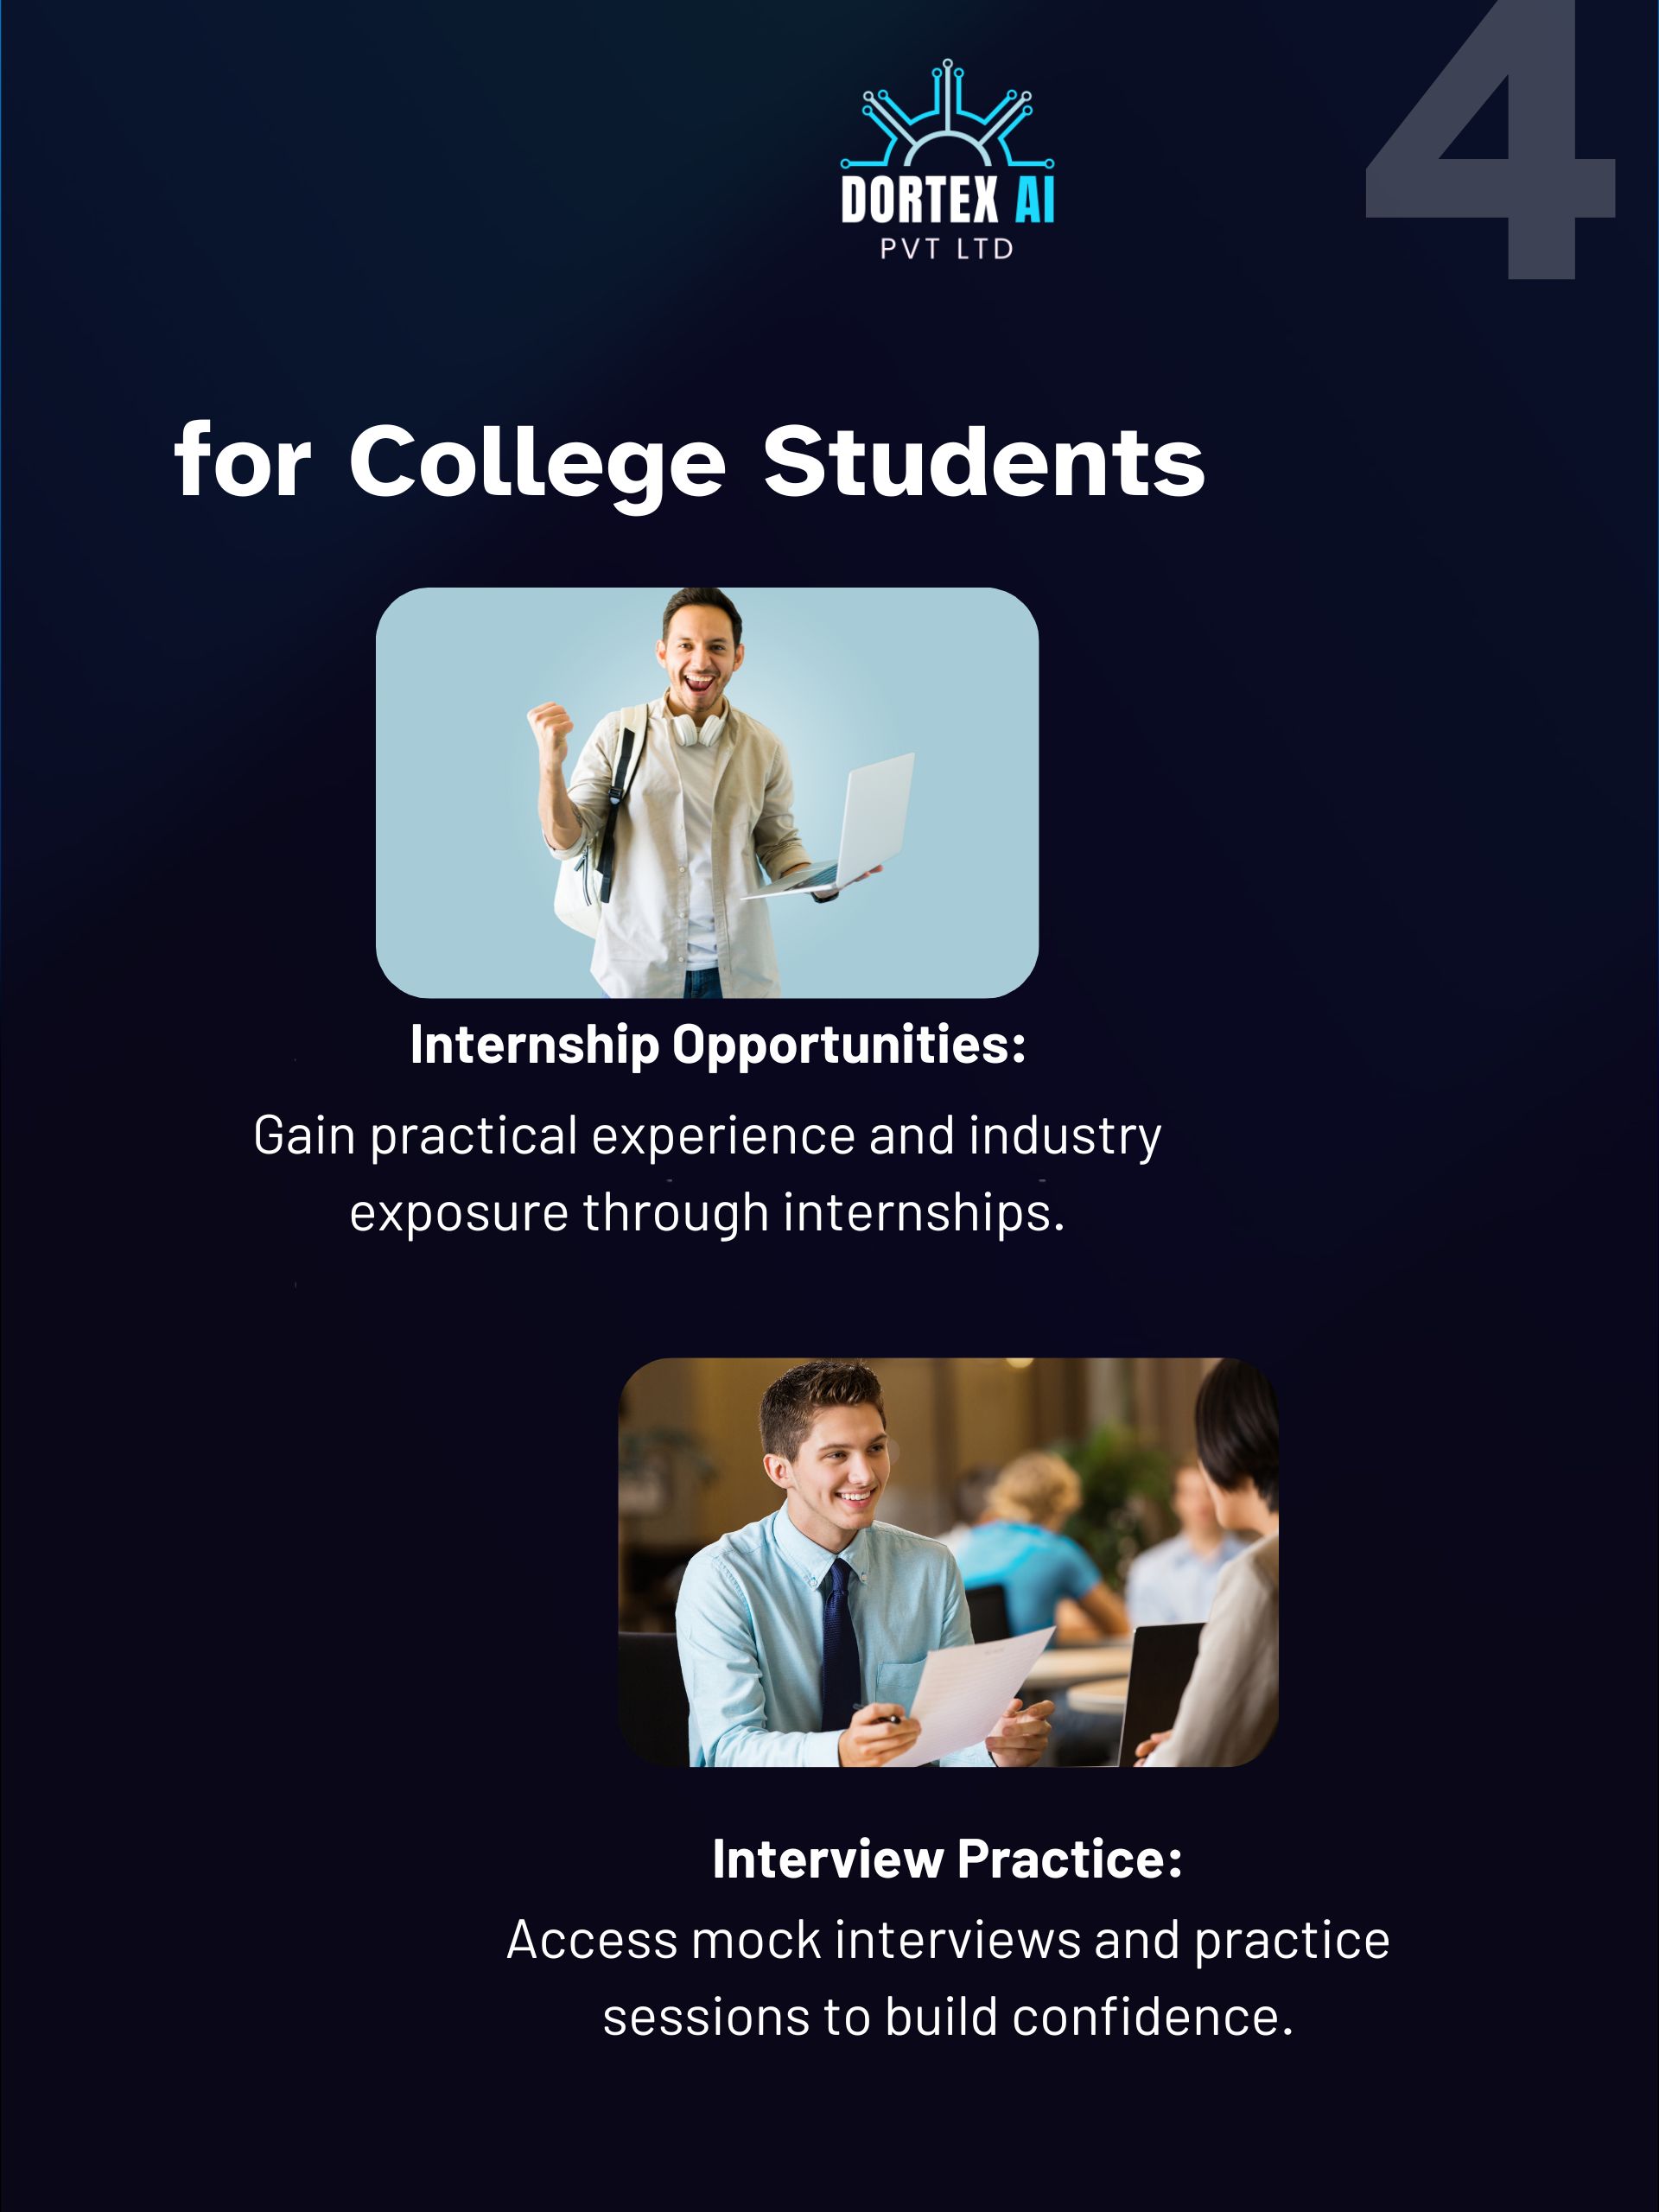 4
DORTEX AI
PVT LTD
for College Students
Internship Opportunities:
Gain practical experience and industry
exposure through internships.
Interview Practice:
Access mock interviews and practice
sessions to build confidence.